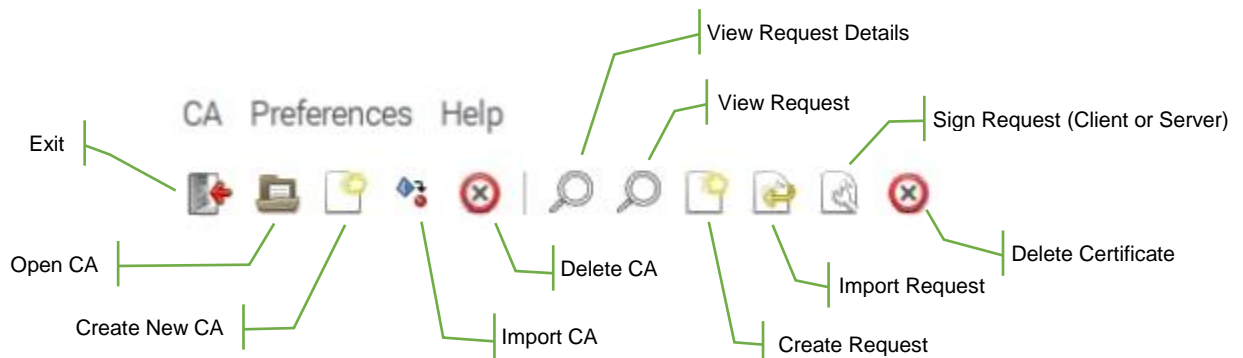 View Request Details
View Request
CA Preferences Help
Sign Request (Client or Server)
Exit
Open CA
Delete CA
Delete Certificate
Import Request
Create New CA
Import CA
Create Request